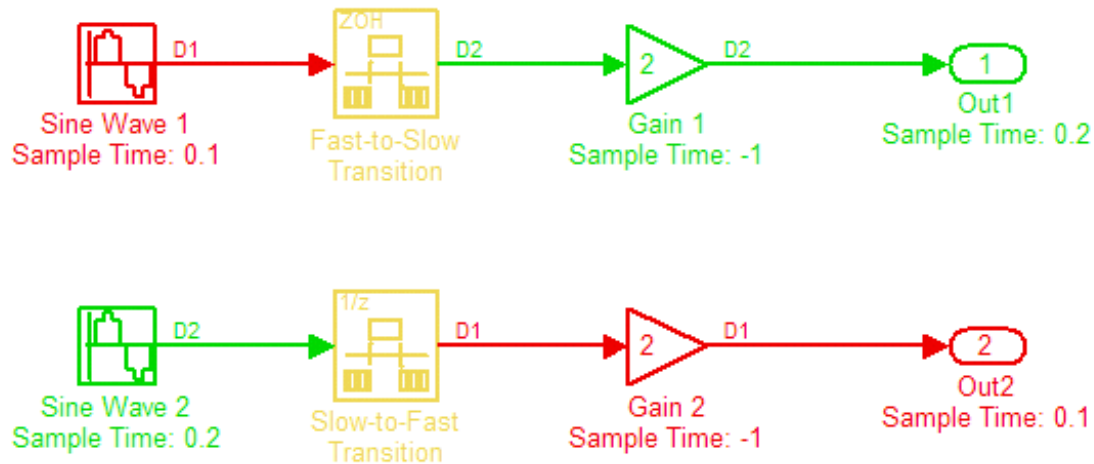 D1
ZOH
D2
2
D2
1
Sine Wave 1
Sample Time: 0.1
Fast-to-Slow
Transition
Gain 1
Sample Time: -1
Out1
Sample Time: 0.2
D2
1/z
D1
2
D1
2
Sine Wave 2
Sample Time: 0.2
Slow-to-Fast
Transition
Gain 2
Sample Time: -1
Out2
Sample Time: 0.1